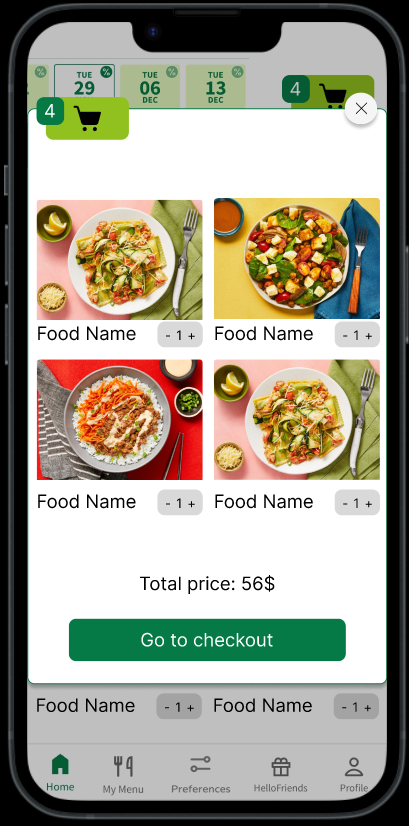 TUE TUE TUE
29 06 13
DEC DEC
% % % %
4 4
Food Name - 1 + Food Name - 1 +
Food Name - 1 + Food Name - 1 +
Total price: 56$
Go to checkout
Food Name - 1 + Food Name - 1 +
Home My Menu Preferences HelloFriends Profile